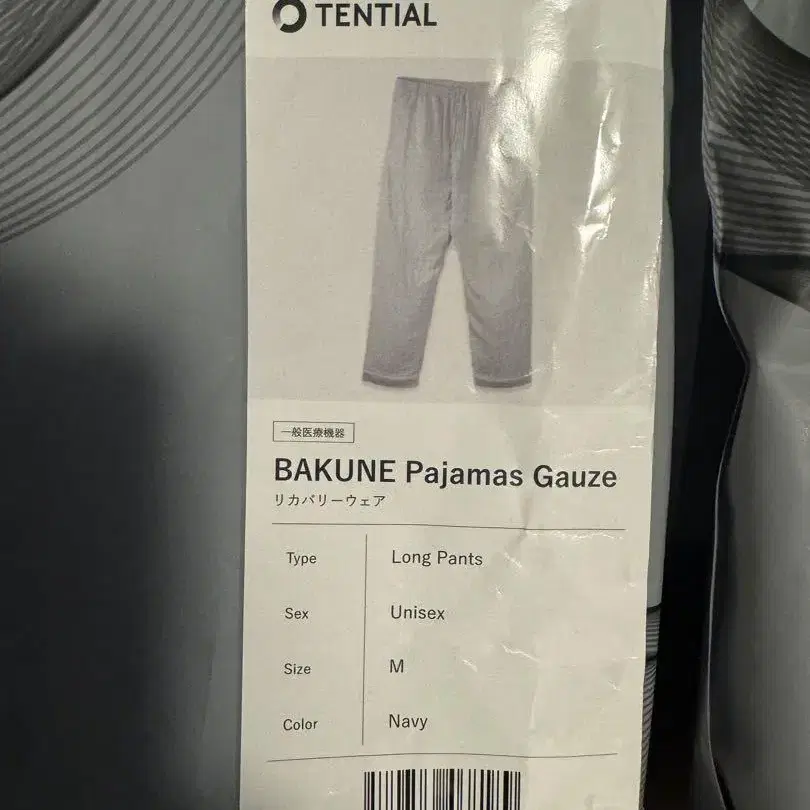 TENTIAL
一般医療機器
BAKUNE Pajamas Gauze
リカバリーウェア
Type Long Pants
Sex Unisex
Size M
Color Navy